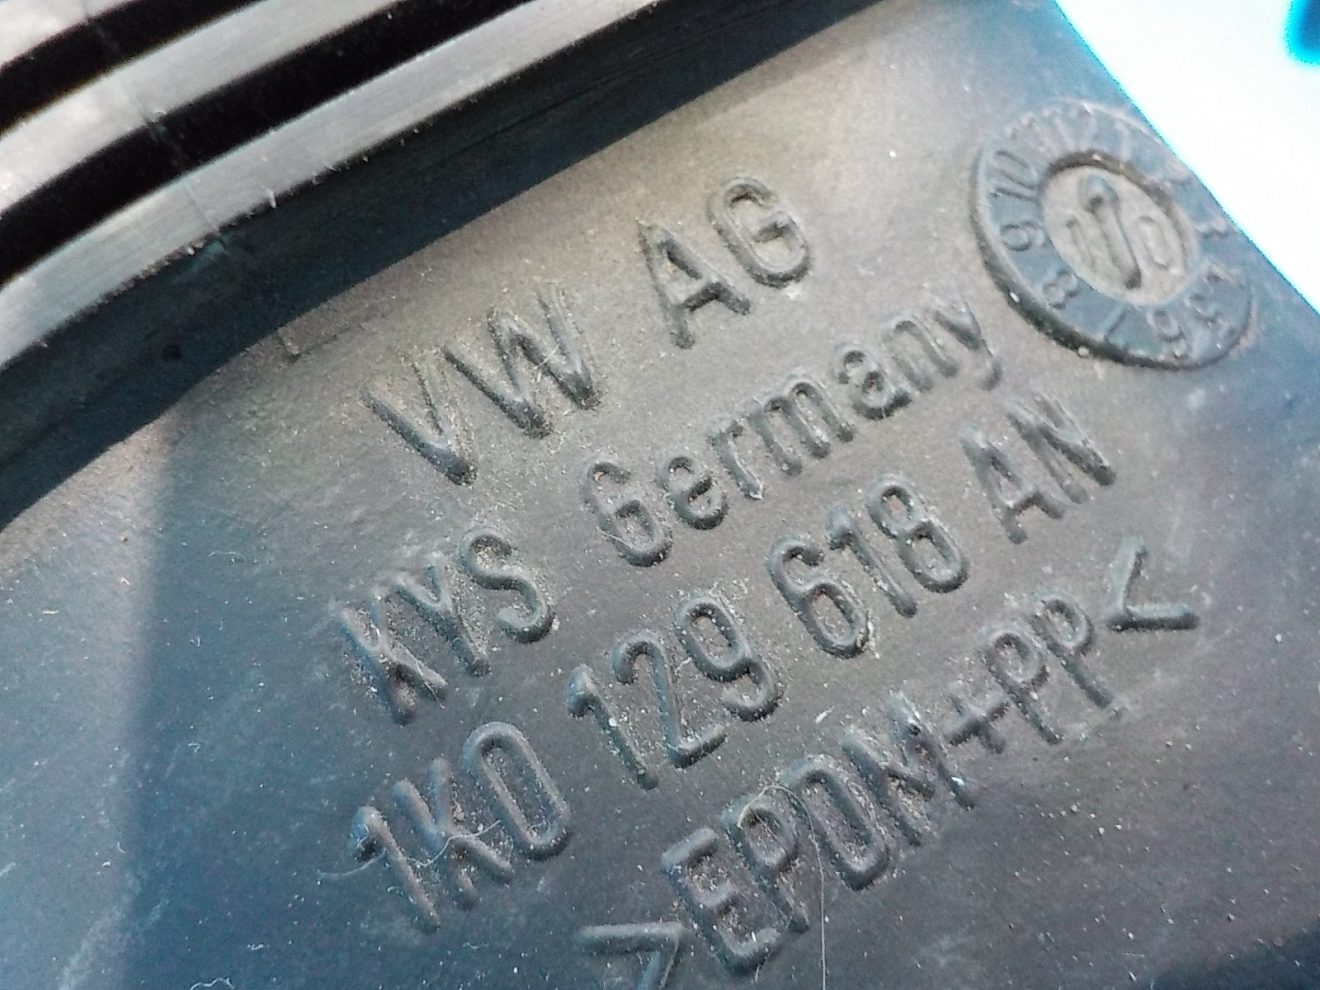 VW AG
Germany
KYS
1K0 129 618 AN
>EPDM+PP<